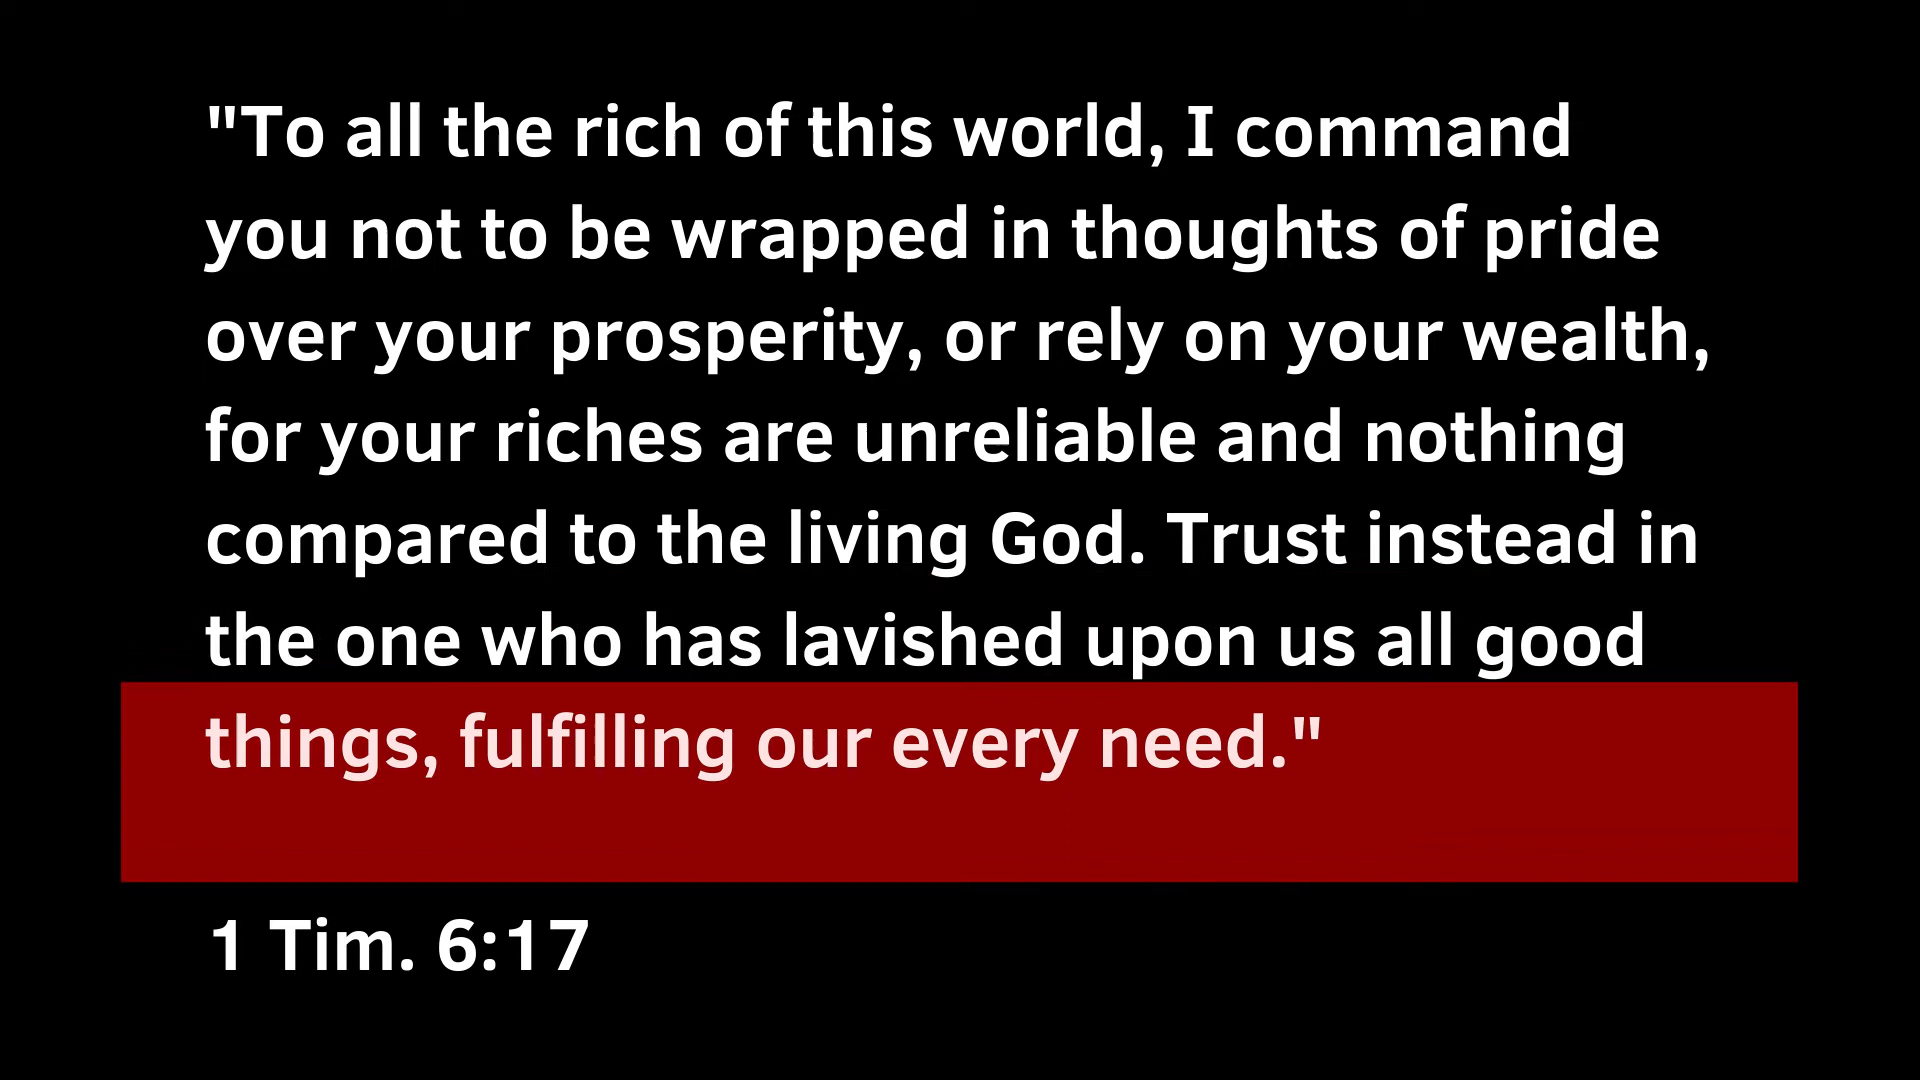 "To all the rich of this world, I command
you not to be wrapped in thoughts of pride
over your prosperity, or rely on your wealth,
for your riches are unreliable and nothing
compared to the living God. Trust instead in
the one who has lavished upon us all good
things, fulfilling our every need."
1 Tim. 6:17